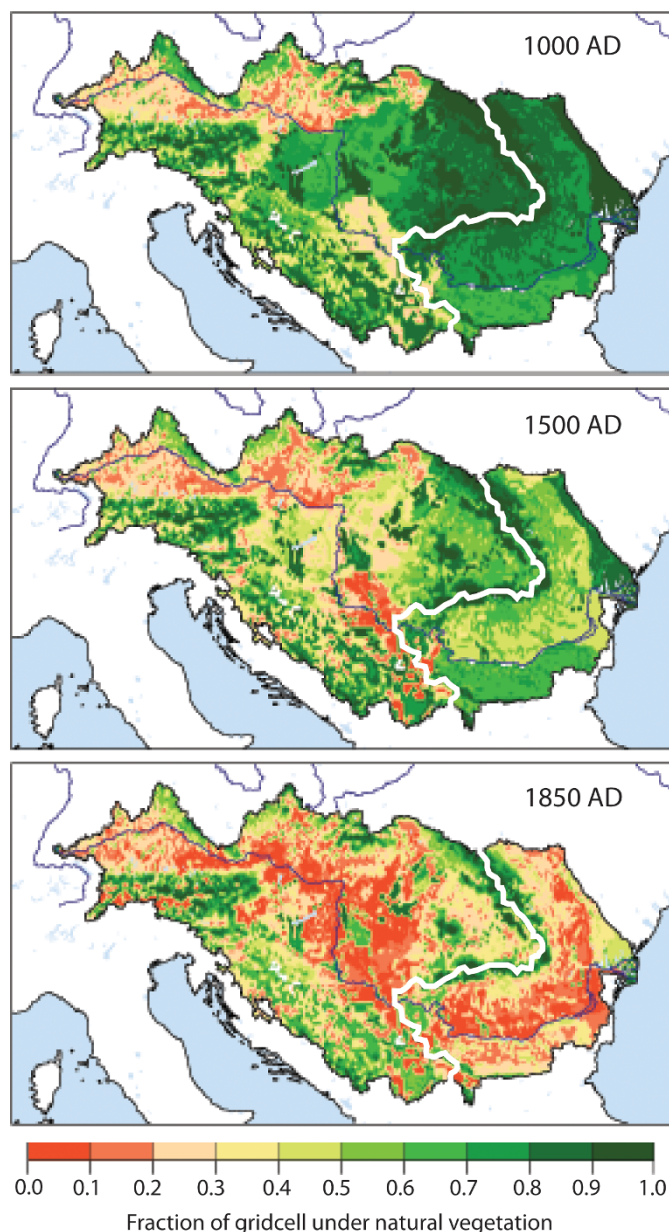 1000 AD
1500 AD
1850 AD
0.0 0.1 0.2 0.3 0.4 0.5 0.6 0.7 0.8 0.9 1.0
Fraction of gridcell under natural vegetation